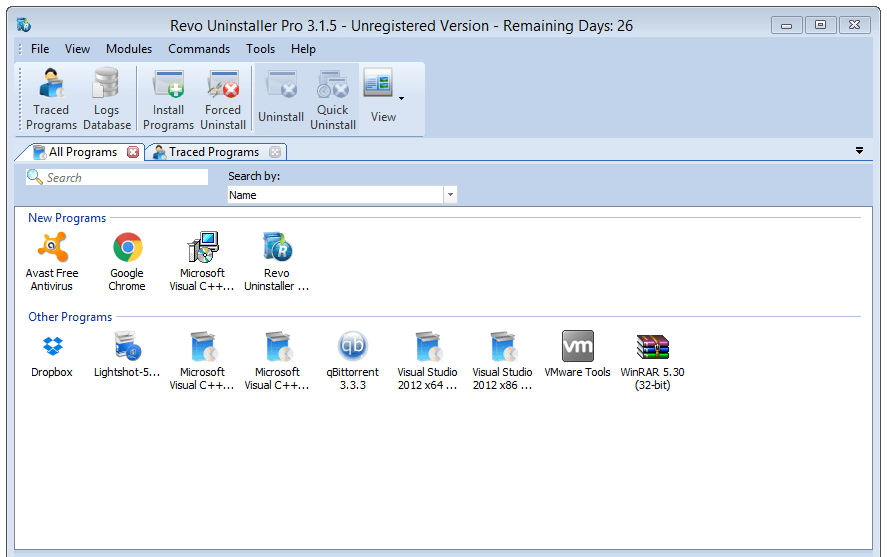 Revo Uninstaller Pro 3.1.5 - Unregistered Version - Remaining Days: 26
File View Modules Commands Tools Help
Traced Programs
Logs Database
Install Programs
Forced Uninstall
Uninstall
Quick Uninstall
View
All Programs
Traced Programs
Search
Search by:
Name
New Programs
Avast Free
Antivirus
Google
Chrome
Microsoft
Visual C++...
Revo
Uninstaller ...
Other Programs
Dropbox
Lightshot-5...
Microsoft
Visual C++...
Microsoft
Visual C++...
qb
qBittorrent
3.3.3
Visual Studio
2012 x64 ...
Visual Studio
2012 x86 ...
vm
VMware Tools
WinRAR 5.30
(32-bit)